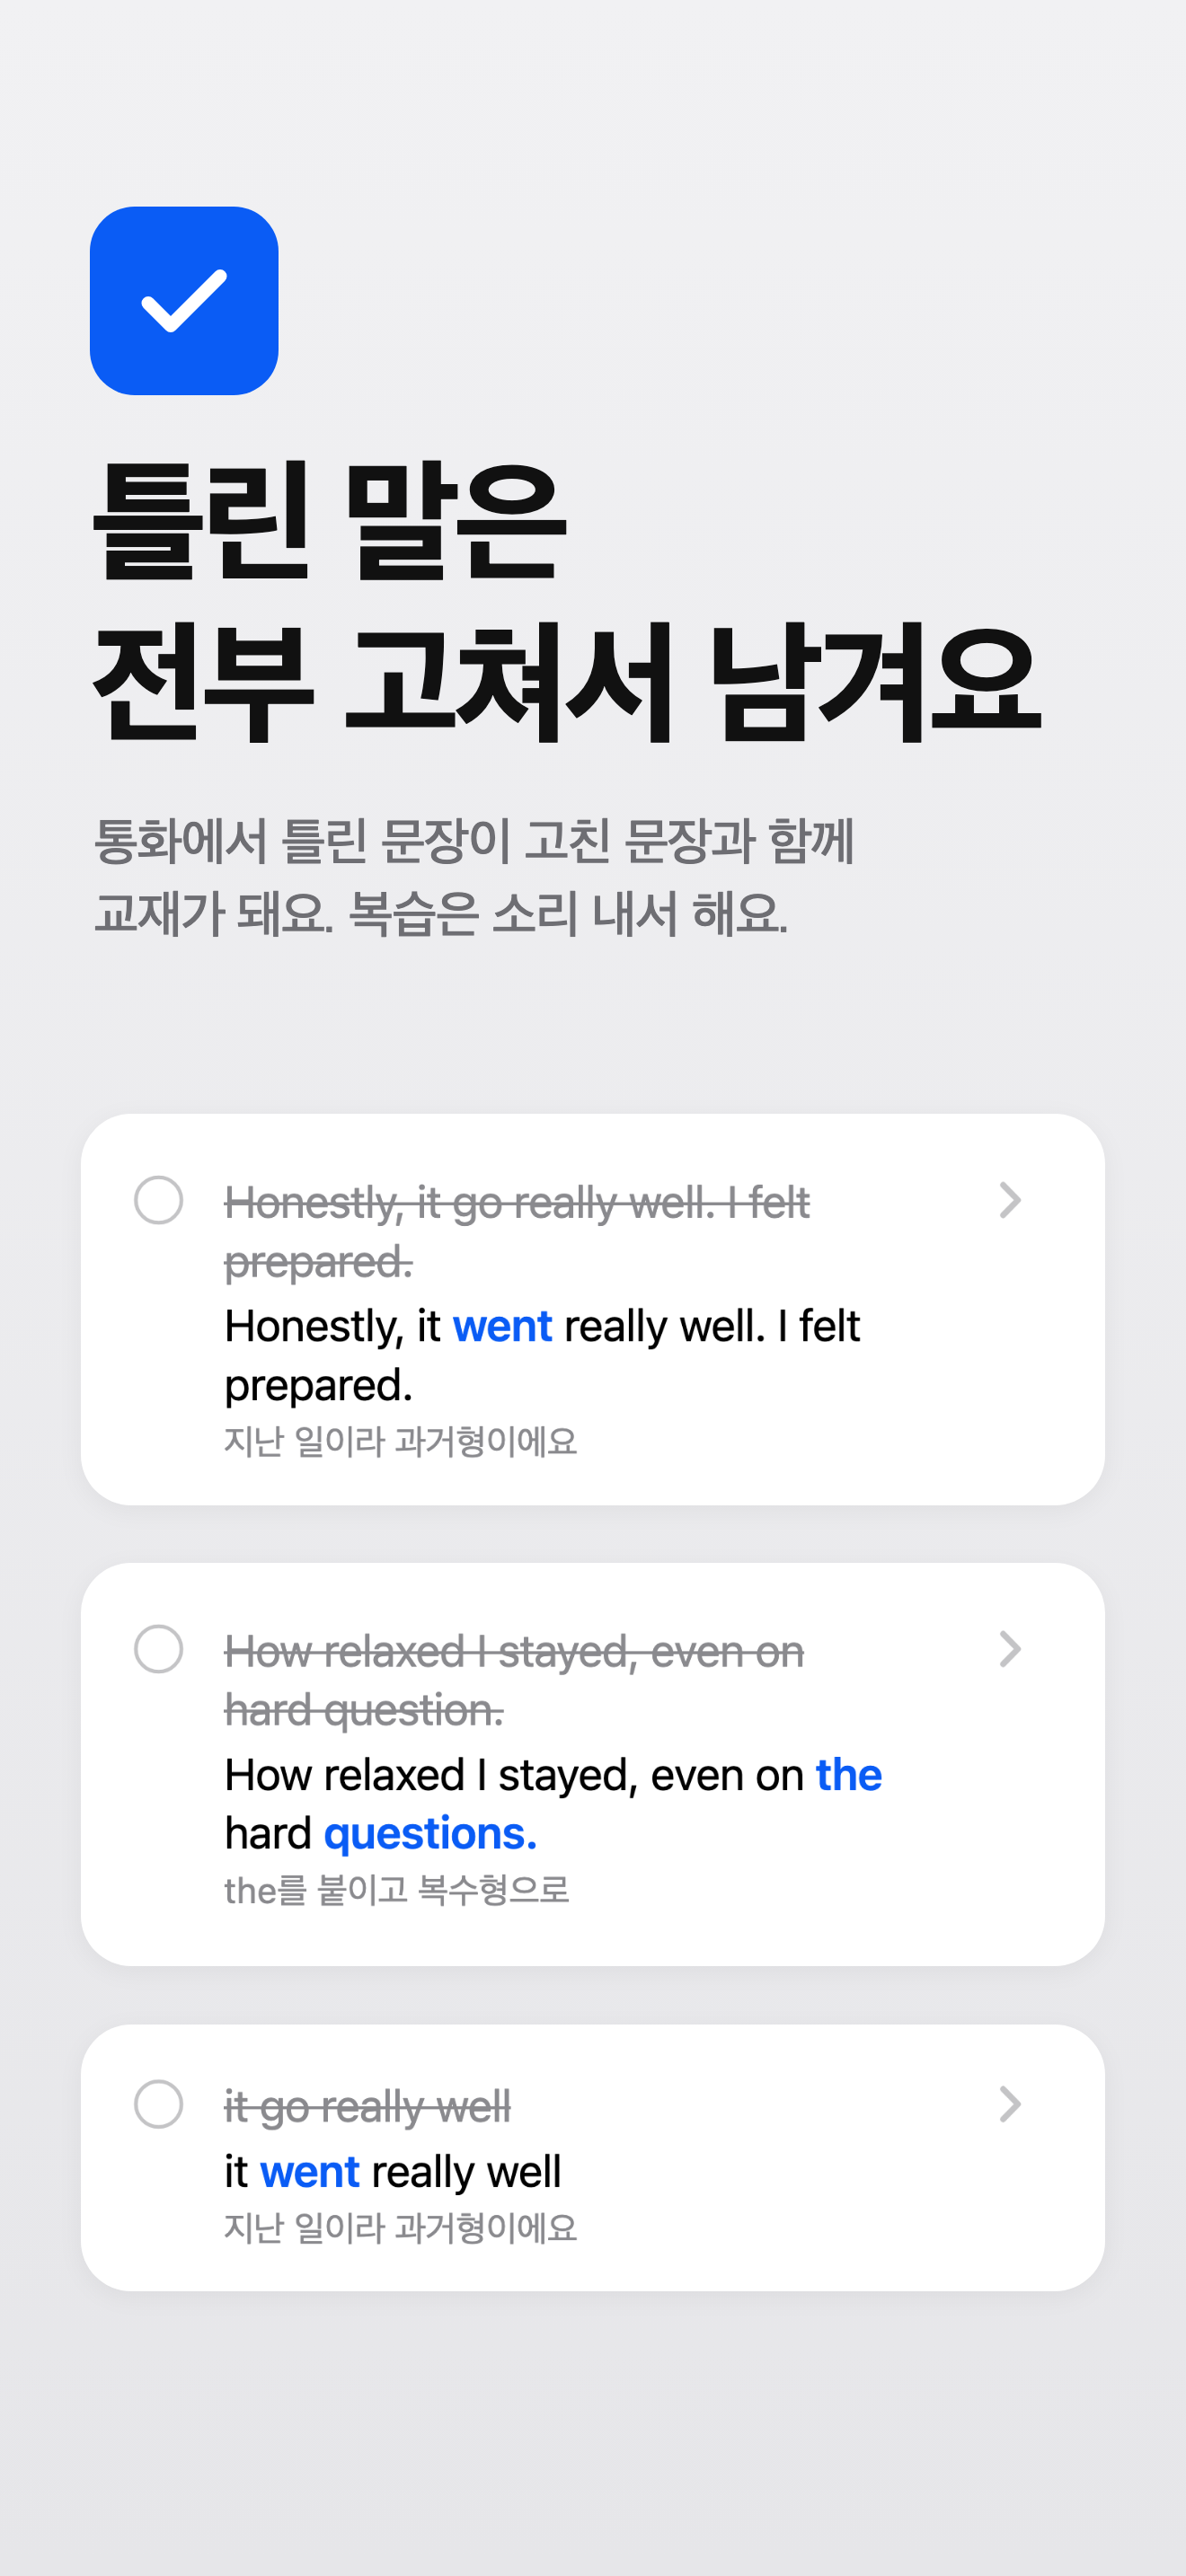 틀린 말은
전부 고쳐서 남겨요
통화에서 틀린 문장이 고친 문장과 함께
교재가 돼요. 복습은 소리 내서 해요.
Honestly, it go really well. I felt
prepared.
Honestly, it went really well. I felt
prepared.
지난 일이라 과거형이에요
How relaxed I stayed, even on
hard question.
How relaxed I stayed, even on the
hard questions.
the를 붙이고 복수형으로
it go really well
it went really well
지난 일이라 과거형이에요